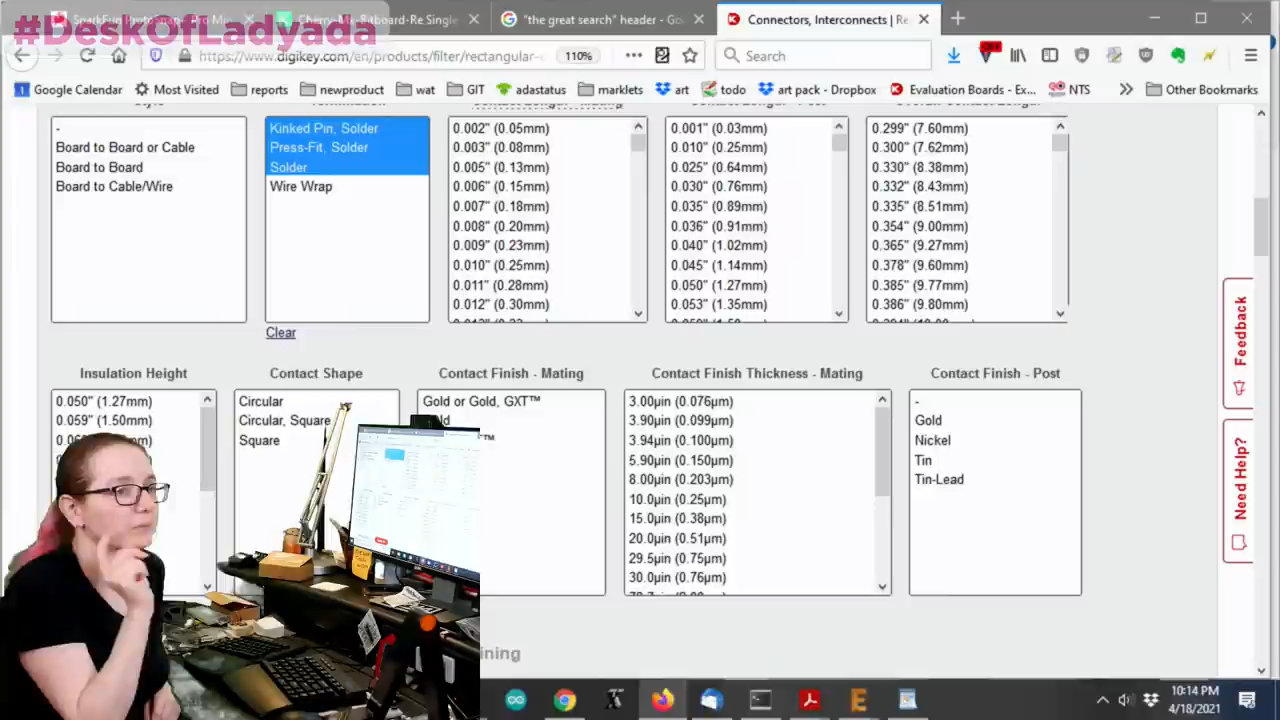 #DeskOfLadyada
SparkFun ProtoSnap - Pro Mi
Cherry-Mx-Bitboard-Re Single
"the great search" header - Go
Connectors, Interconnects | Re
https://www.digikey.com/en/products/filter/rectangular-c
110%
Search
OFF
Google Calendar
Most Visited
reports
newproduct
wat
GIT
adastatus
marklets
art
todo
art pack - Dropbox
Evaluation Boards - Ex...
NTS
Other Bookmarks
-
Board to Board or Cable
Board to Board
Board to Cable/Wire
Kinked Pin, Solder
Press-Fit, Solder
Solder
Wire Wrap
Clear
0.002" (0.05mm)
0.003" (0.08mm)
0.005" (0.13mm)
0.006" (0.15mm)
0.007" (0.18mm)
0.008" (0.20mm)
0.009" (0.23mm)
0.010" (0.25mm)
0.011" (0.28mm)
0.012" (0.30mm)
0.001" (0.03mm)
0.010" (0.25mm)
0.025" (0.64mm)
0.030" (0.76mm)
0.035" (0.89mm)
0.036" (0.91mm)
0.040" (1.02mm)
0.045" (1.14mm)
0.050" (1.27mm)
0.053" (1.35mm)
0.299" (7.60mm)
0.300" (7.62mm)
0.330" (8.38mm)
0.332" (8.43mm)
0.335" (8.51mm)
0.354" (9.00mm)
0.365" (9.27mm)
0.378" (9.60mm)
0.385" (9.77mm)
0.386" (9.80mm)
Insulation Height
0.050" (1.27mm)
0.059" (1.50mm)
Contact Shape
Circular
Circular, Square
Square
Contact Finish - Mating
Gold or Gold, GXT™
Contact Finish Thickness - Mating
3.00µin (0.076µm)
3.90µin (0.099µm)
3.94µin (0.100µm)
5.90µin (0.150µm)
8.00µin (0.203µm)
10.0µin (0.25µm)
15.0µin (0.38µm)
20.0µin (0.51µm)
29.5µin (0.75µm)
30.0µin (0.76µm)
Contact Finish - Post
-
Gold
Nickel
Tin
Tin-Lead
Feedback
Need Help?
10:14 PM
4/18/2021